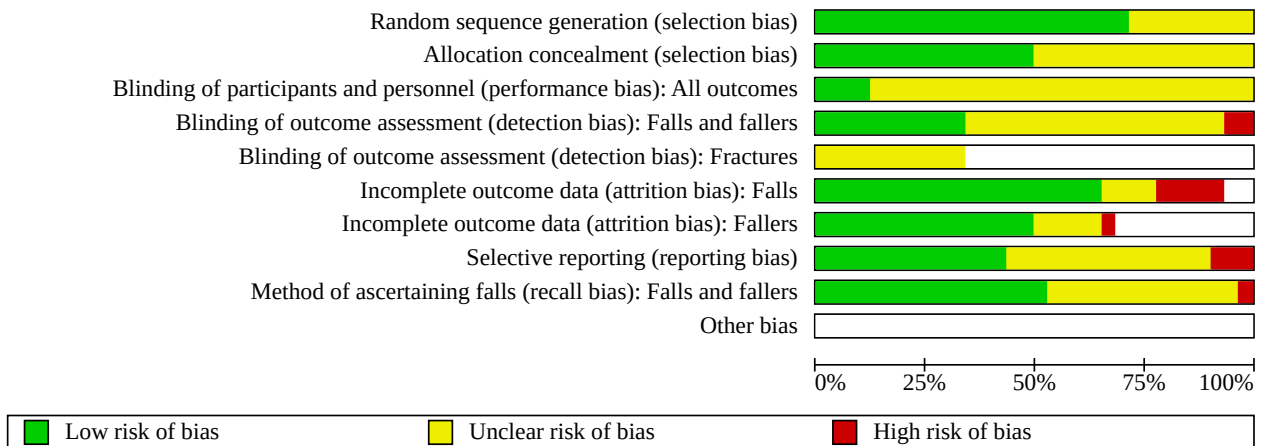 Random sequence generation (selection bias)
Allocation concealment (selection bias)
Blinding of participants and personnel (performance bias): All outcomes
Blinding of outcome assessment (detection bias): Falls and fallers
Blinding of outcome assessment (detection bias): Fractures
Incomplete outcome data (attrition bias): Falls
Incomplete outcome data (attrition bias): Fallers
Selective reporting (reporting bias)
Method of ascertaining falls (recall bias): Falls and fallers
Other bias
0% 25% 50% 75% 100%
Low risk of bias Unclear risk of bias High risk of bias